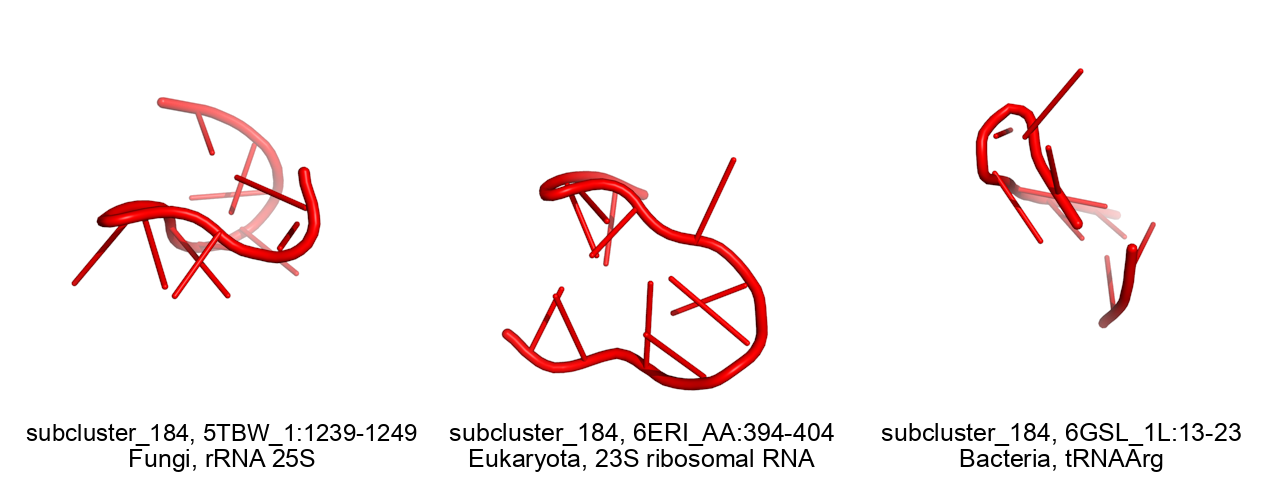 subcluster_184, 5TBW_1:1239-1249
Fungi, rRNA 25S
subcluster_184, 6ERI_AA:394-404
Eukaryota, 23S ribosomal RNA
subcluster_184, 6GSL_1L:13-23
Bacteria, tRNAArg